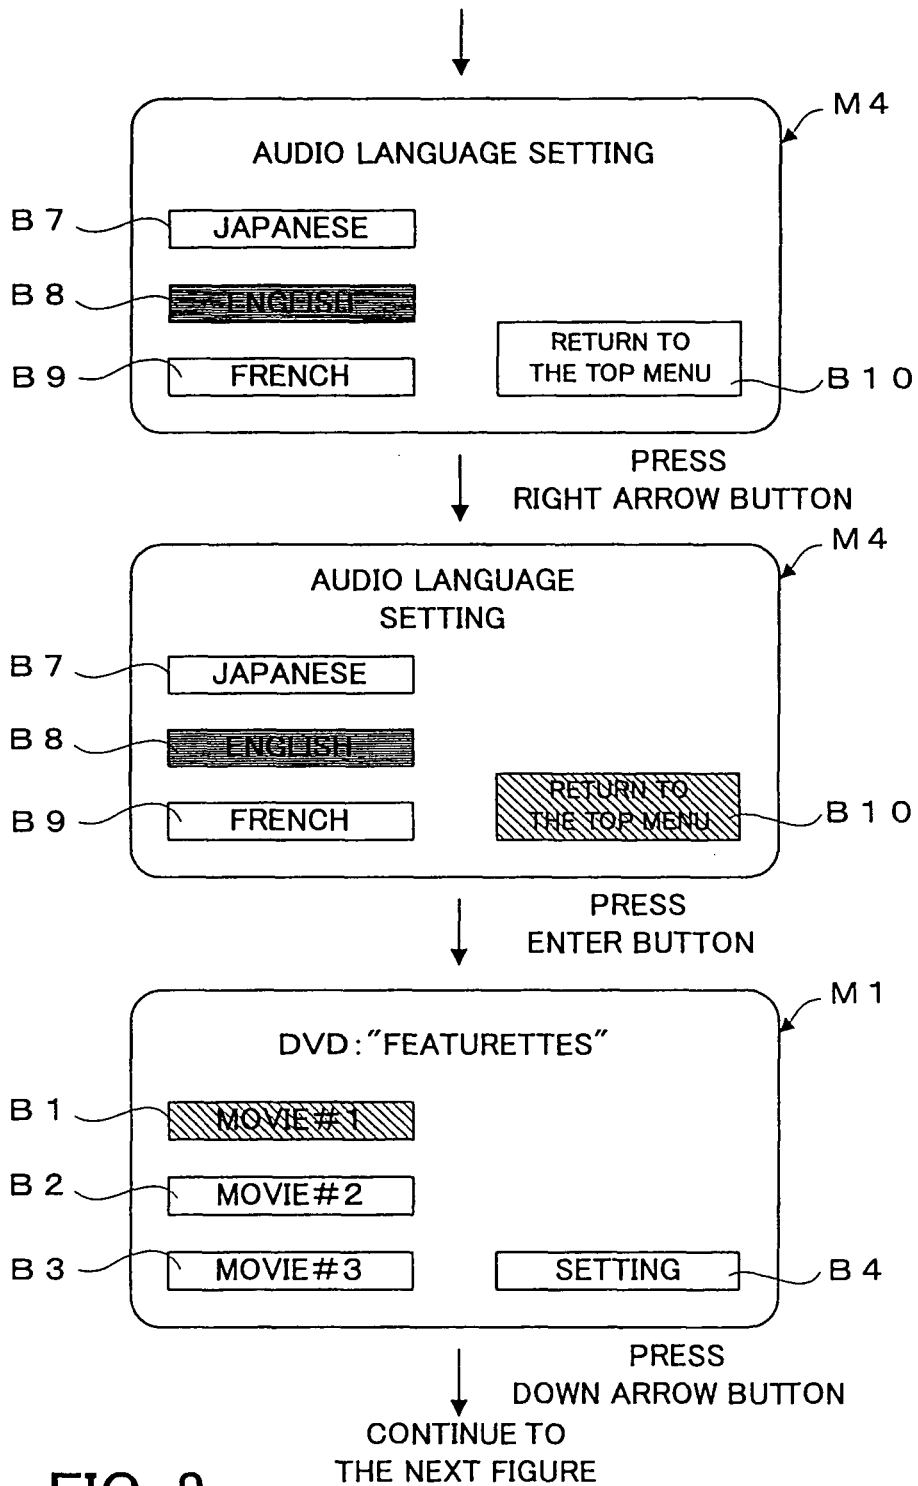 M4
AUDIO LANGUAGE SETTING
B7
JAPANESE
B8
ENGLISH
B9
FRENCH
RETURN TO
THE TOP MENU
B10
PRESS
RIGHT ARROW BUTTON
M4
AUDIO LANGUAGE
SETTING
B7
JAPANESE
B8
ENGLISH
B9
FRENCH
RETURN TO
THE TOP MENU
B10
PRESS
ENTER BUTTON
M1
DVD:"FEATURETTES"
B1
MOVIE#1
B2
MOVIE#2
B3
MOVIE#3
SETTING
B4
PRESS
DOWN ARROW BUTTON
CONTINUE TO
THE NEXT FIGURE
FIG.